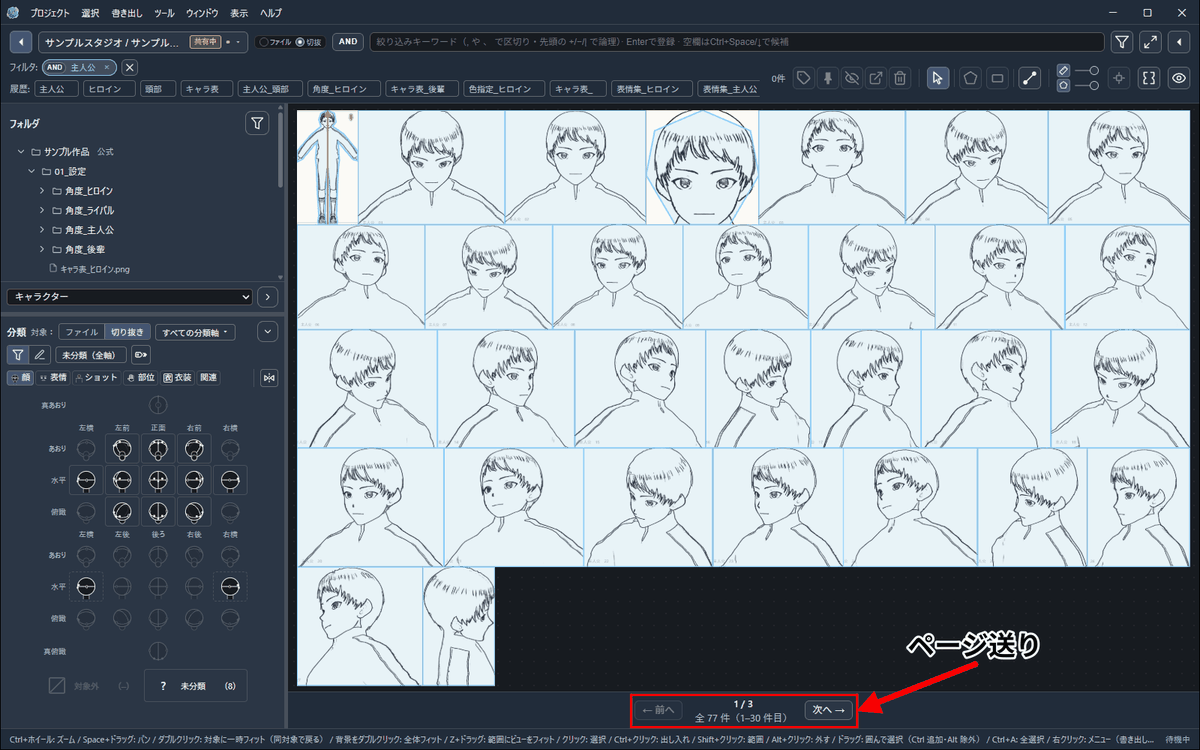 プロジェクト 選択 書き出し ツール ウィンドウ 表示 ヘルプ
サンプルスタジオ / サンプル... 共有中 ファイル 切抜 AND 絞り込みキーワード（, や 、 で区切り・先頭の +/-/| で論理）Enterで登録・空欄はCtrl+Space/↓で候補
フィルタ: AND 主人公 ×
履歴: 主人公 ヒロイン 頭部 キャラ表 主人公_頭部 角度_ヒロイン キャラ表_後輩 色指定_ヒロイン キャラ表_ 表情集_ヒロイン 表情集_主人公
0件
フォルダ
サンプル作品 公式
01_設定
角度_ヒロイン
角度_ライバル
角度_主人公
角度_後輩
キャラ表_ヒロイン.png
キャラクター
分類 対象: ファイル 切り抜き すべての分類軸
未分類（全軸）
顔 表情 ショット 部位 衣装 関連
真あおり
左横 左前 正面 右前 右横
あおり
水平
俯瞰
左横 左後 後ろ 右後 右横
あおり
水平
俯瞰
真俯瞰
対象外 (–) ? 未分類 (8)
ページ送り
← 前へ 1 / 3 次へ →
全 77 件（1–30 件目）
Ctrl+ホイール: ズーム / Space+ドラッグ: パン / ダブルクリック: 対象に一時フィット（同対象で戻る） / 背景をダブルクリック: 全体フィット / Z+ドラッグ: 範囲にビューをフィット / クリック: 選択 / Ctrl+クリック: 出し入れ / Shift+クリック: 範囲 / Alt+クリック: 外す / ドラッグ: 囲んで選択（Ctrl 追加・Alt 除外） / Ctrl+A: 全選択 / 右クリック: メニュー（書き出し... 待機中